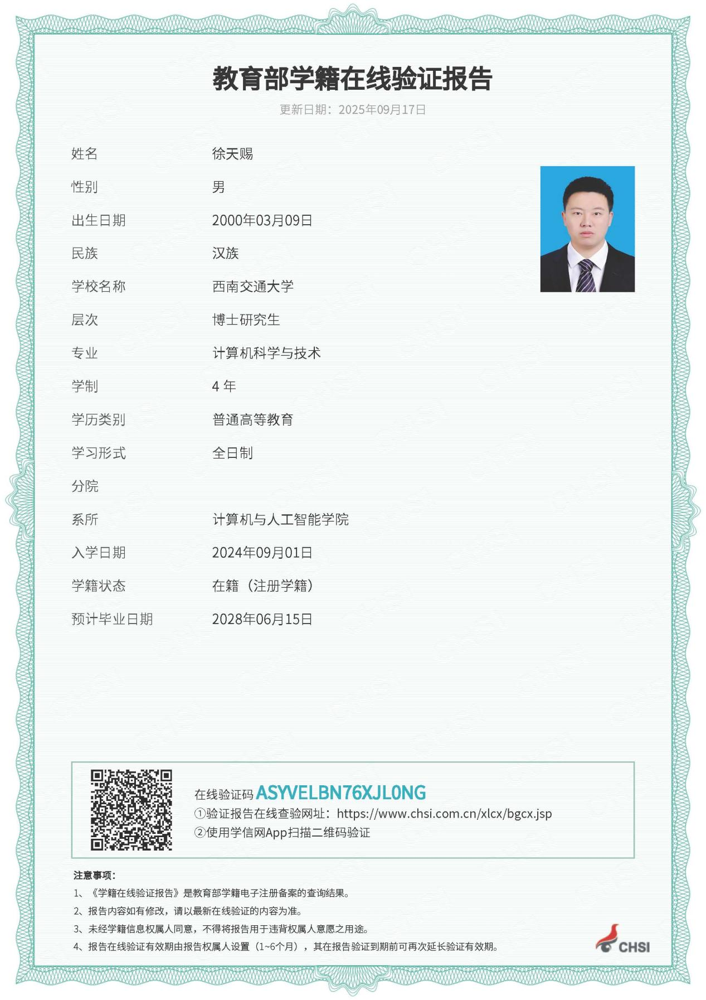 教育部学籍在线验证报告
更新日期：2025年09月17日
姓名 徐天赐
性别 男
出生日期 2000年03月09日
民族 汉族
学校名称 西南交通大学
层次 博士研究生
专业 计算机科学与技术
学制 4 年
学历类别 普通高等教育
学习形式 全日制
分院
系所 计算机与人工智能学院
入学日期 2024年09月01日
学籍状态 在籍（注册学籍）
预计毕业日期 2028年06月15日
在线验证码 ASYVELBN76XJL0NG
①验证报告在线查验网址：https://www.chsi.com.cn/xlcx/bgcx.jsp
②使用学信网App扫描二维码验证
注意事项：
1、《学籍在线验证报告》是教育部学籍电子注册备案的查询结果。
2、报告内容如有修改，请以最新在线验证的内容为准。
3、未经学籍信息权属人同意，不得将报告用于违背权属人意愿之用途。
4、报告在线验证有效期由报告权属人设置（1~6个月），其在报告验证到期前可再次延长验证有效期。
CHSI